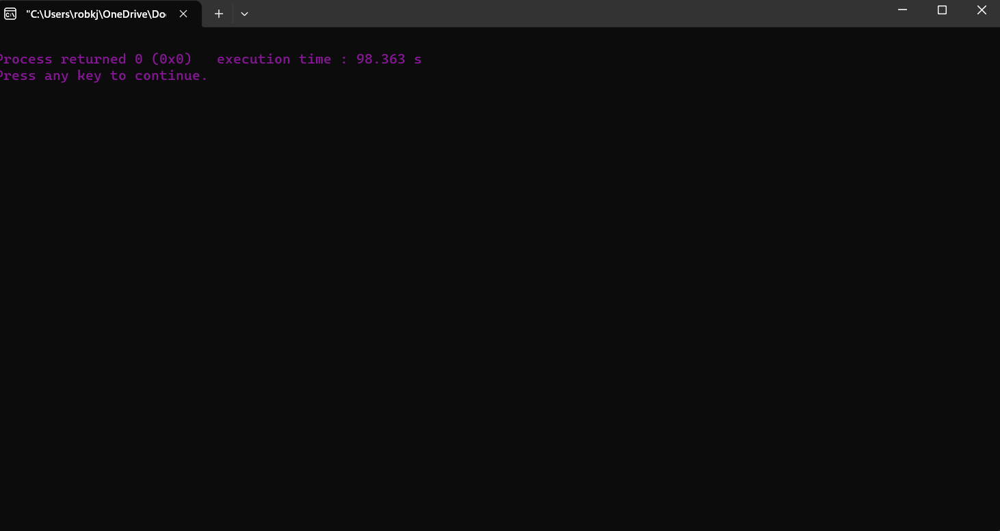 "C:\Users\robkj\OneDrive\Do
Process returned 0 (0x0)   execution time : 98.363 s
Press any key to continue.